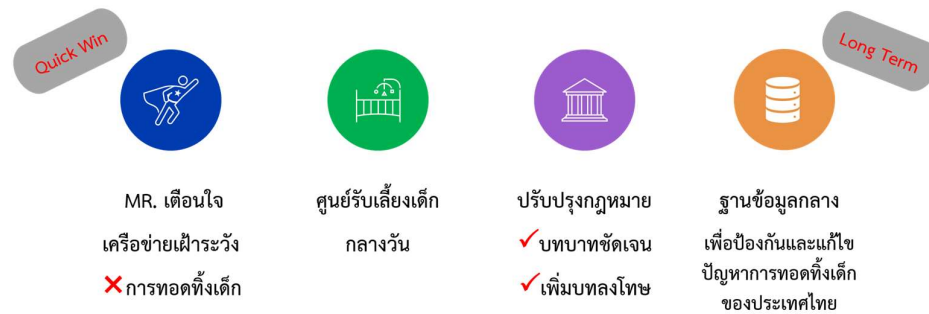 Quick Win
Long Term
MR. เตือนใจ
เครือข่ายเฝ้าระวัง
การทอดทิ้งเด็ก
ศูนย์รับเลี้ยงเด็ก
กลางวัน
ปรับปรุงกฎหมาย
บทบาทชัดเจน
เพิ่มบทลงโทษ
ฐานข้อมูลกลาง
เพื่อป้องกันและแก้ไข
ปัญหาการทอดทิ้งเด็ก
ของประเทศไทย